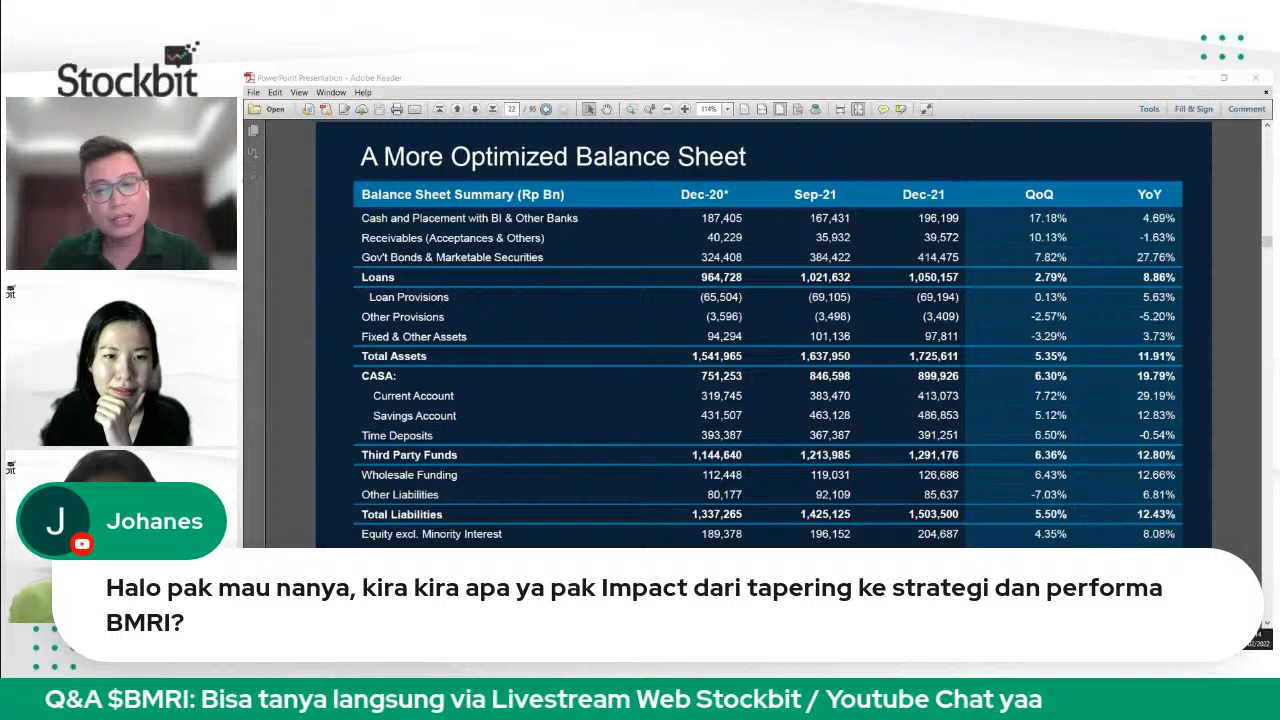 Stockbit
PowerPoint Presentation - Adobe Reader
File Edit View Window Help
Open 22 / 95 114% Tools Fill & Sign Comment
A More Optimized Balance Sheet
Balance Sheet Summary (Rp Bn) Dec-20* Sep-21 Dec-21 QoQ YoY
Cash and Placement with BI & Other Banks 187,405 167,431 196,199 17.18% 4.69%
Receivables (Acceptances & Others) 40,229 35,932 39,572 10.13% -1.63%
Gov't Bonds & Marketable Securities 324,408 384,422 414,475 7.82% 27.76%
Loans 964,728 1,021,632 1,050,157 2.79% 8.86%
Loan Provisions (65,504) (69,105) (69,194) 0.13% 5.63%
Other Provisions (3,596) (3,498) (3,409) -2.57% -5.20%
Fixed & Other Assets 94,294 101,136 97,811 -3.29% 3.73%
Total Assets 1,541,965 1,637,950 1,725,611 5.35% 11.91%
CASA: 751,253 846,598 899,926 6.30% 19.79%
Current Account 319,745 383,470 413,073 7.72% 29.19%
Savings Account 431,507 463,128 486,853 5.12% 12.83%
Time Deposits 393,387 367,387 391,251 6.50% -0.54%
Third Party Funds 1,144,640 1,213,985 1,291,176 6.36% 12.80%
Wholesale Funding 112,448 119,031 126,686 6.43% 12.66%
Other Liabilities 80,177 92,109 85,637 -7.03% 6.81%
Total Liabilities 1,337,265 1,425,125 1,503,500 5.50% 12.43%
Equity excl. Minority Interest 189,378 196,152 204,687 4.35% 8.08%
J Johanes
Halo pak mau nanya, kira kira apa ya pak Impact dari tapering ke strategi dan performa
BMRI?
Q&A $BMRI: Bisa tanya langsung via Livestream Web Stockbit / Youtube Chat yaa